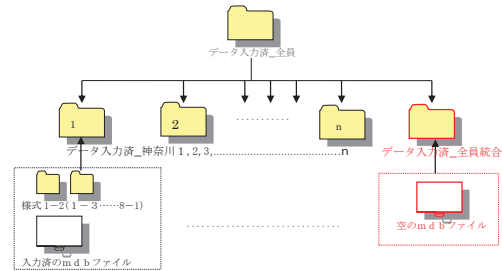 データ入力済_全員
1
2
n
データ入力済_神奈川1,2,3,..............................n
データ入力済_全員統合
様式1−2(1−3……8−1)
入力済のmdbファイル
空のmdbファイル